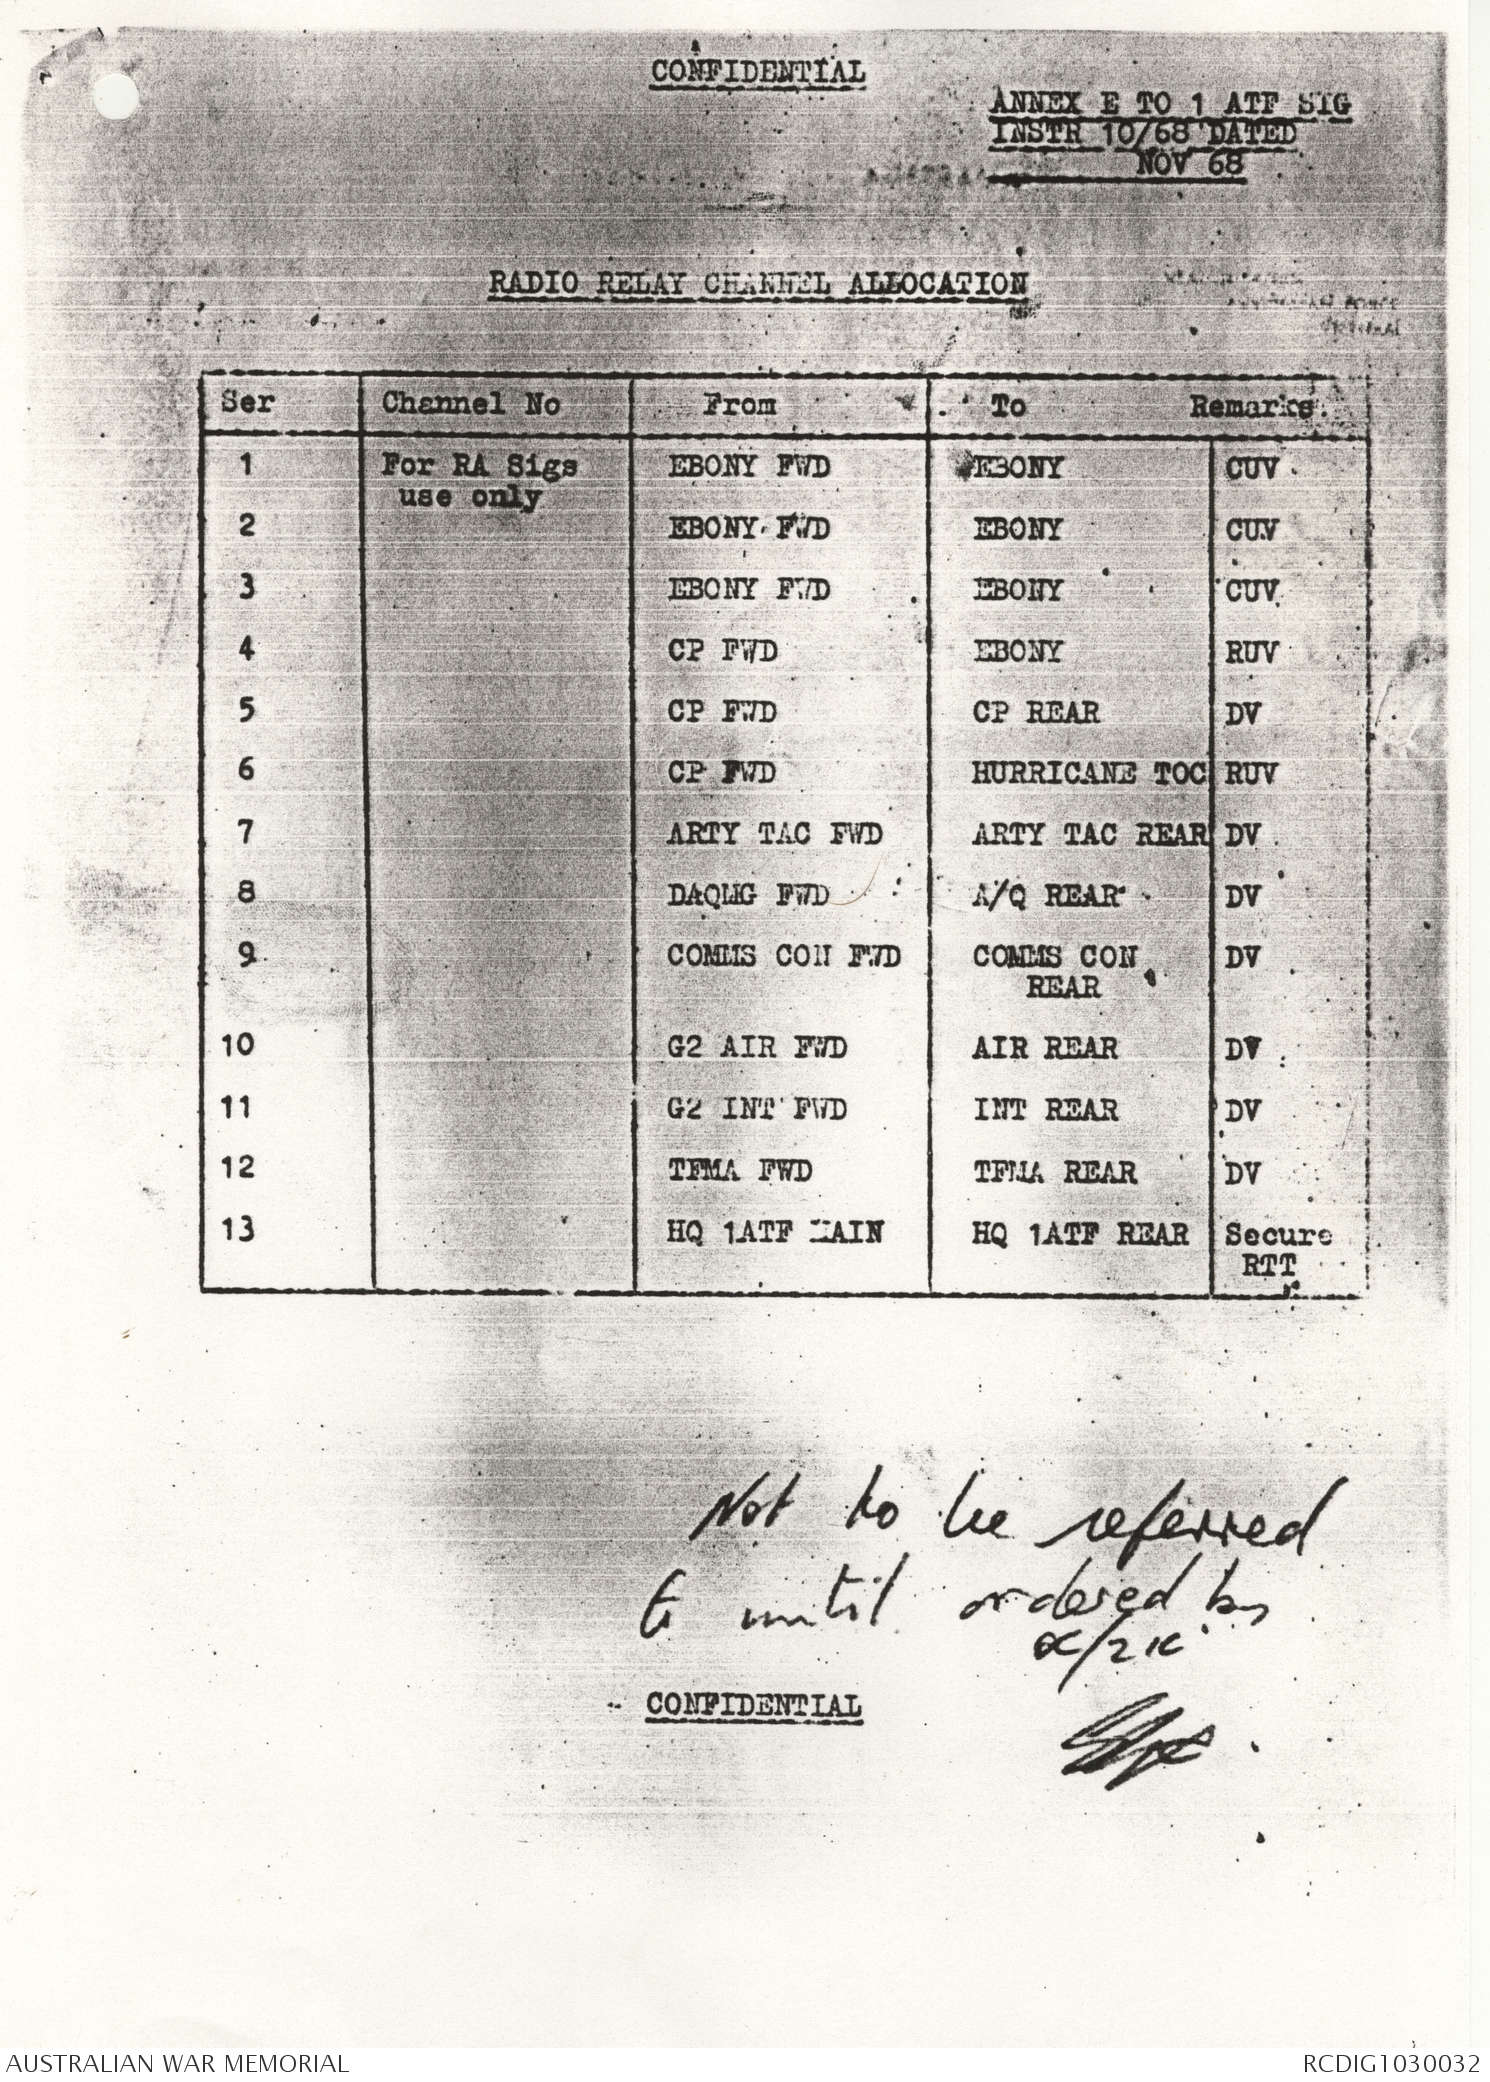 CONFIDENTIAL
ANNEX E TO 1 ATF SIG
INSTR 10/68 DATED
NOV 68
RADIO RELAY CHANNEL ALLOCATION
Ser Channel No From To Remarks
1 For RA Sigs EBONY FWD EBONY CUV
use only
2 EBONY FWD EBONY CUV
3 EBONY FWD EBONY CUV
4 CP FWD EBONY RUV
5 CP FWD CP REAR DV
6 CP FWD HURRICANE TOC RUV
7 ARTY TAC FWD ARTY TAC REAR DV
8 DAQMG FWD A/Q REAR DV
9 COMMS CON FWD COMMS CON DV
REAR
10 G2 AIR FWD AIR REAR DV
11 G2 INT FWD INT REAR DV
12 TFMA FWD TFMA REAR DV
13 HQ 1ATF MAIN HQ 1ATF REAR Secure
RTT
Not to be referred
to until ordered by
CONFIDENTIAL
AUSTRALIAN WAR MEMORIAL
RCDIG1030032